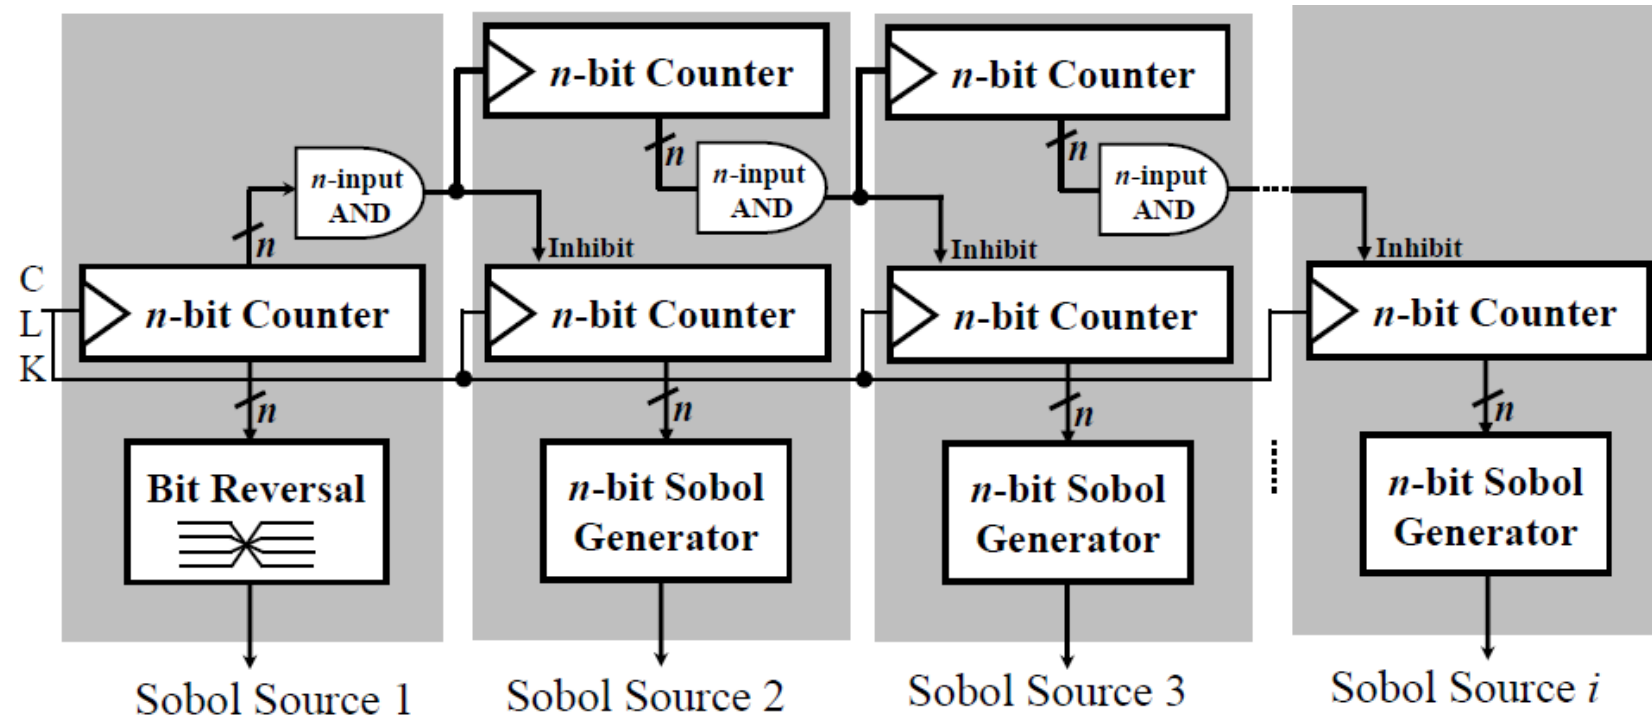 n-bit Counter
n-bit Counter
n
n-input
AND
n
n-input
AND
n
n-input
AND
Inhibit
Inhibit
Inhibit
C
L
K
n-bit Counter
n-bit Counter
n-bit Counter
n-bit Counter
n
n
n
n
Bit Reversal
n-bit Sobol
Generator
n-bit Sobol
Generator
n-bit Sobol
Generator
Sobol Source 1
Sobol Source 2
Sobol Source 3
Sobol Source i